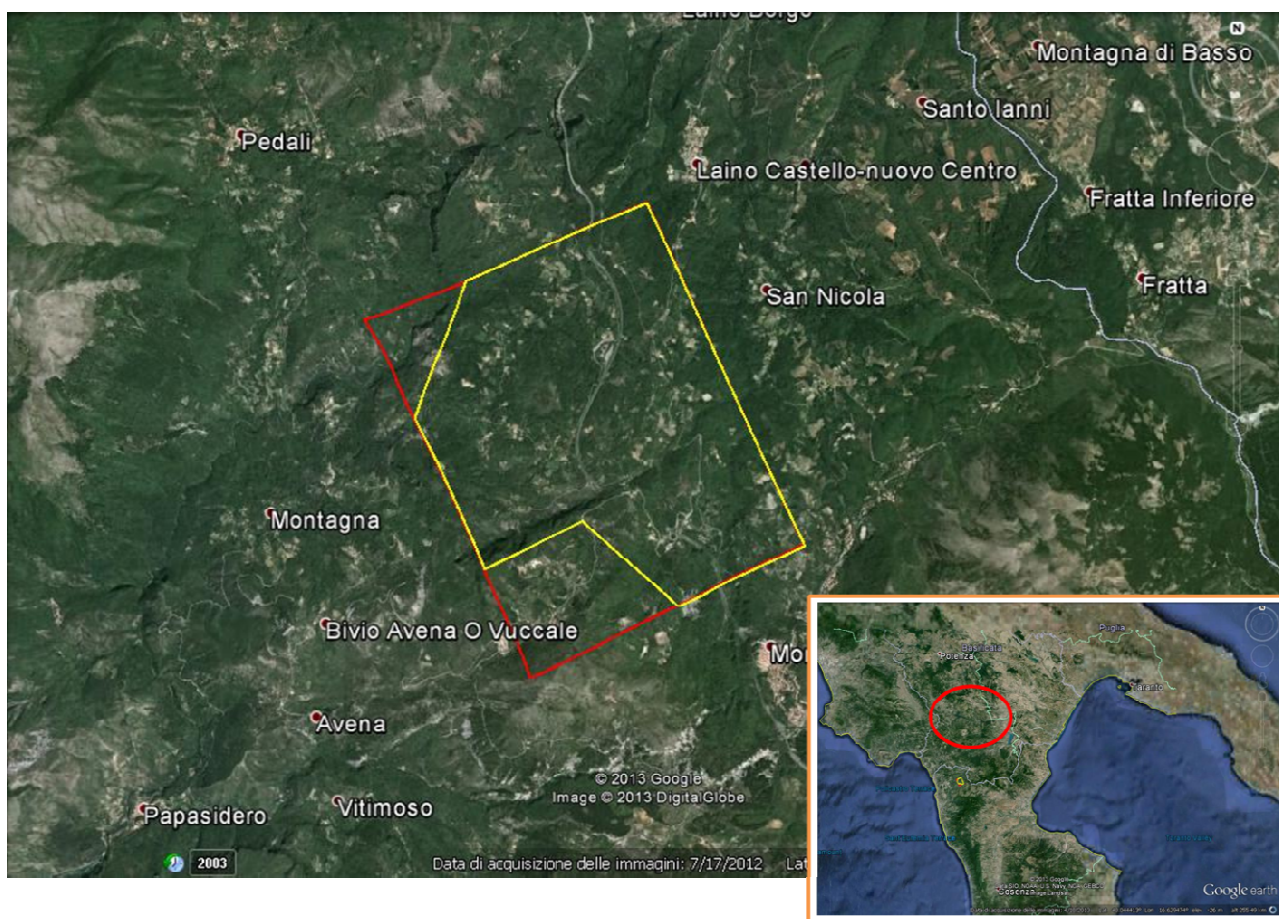 Laino Borgo
N
Montagna di Basso
Santo Ianni
Pedali
Laino Castello-nuovo Centro
Fratta Inferiore
Fratta
San Nicola
Montagna
Bivio Avena O Vuccale
Mor
Avena
© 2013 Google
Image © 2013 DigitalGlobe
Vitimoso
Papasidero
2003
Data di acquisizione delle immagini: 7/17/2012 Lat
Puglia
Basilicata
Potenza
Taranto
Cosenza
Google earth